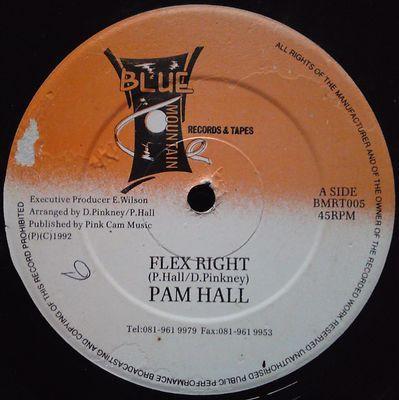 BLUE
MOUNTAIN
RECORDS & TAPES
Executive Producer E.Wilson
Arranged by D.Pinkney/P.Hall
Published by Pink Cam Music
(P)(C)1992
A SIDE
BMRT005
45RPM
FLEX RIGHT
(P.Hall/D.Pinkney)
PAM HALL
Tel:081-961 9979 Fax:081-961 9953
ALL RIGHTS OF THE MANUFACTURER AND OF THE OWNER OF THE RECORDED WORK RESERVED UNAUTHORISED PUBLIC PERFORMANCE BROADCASTING AND COPYING OF THIS RECORD PROHIBITED